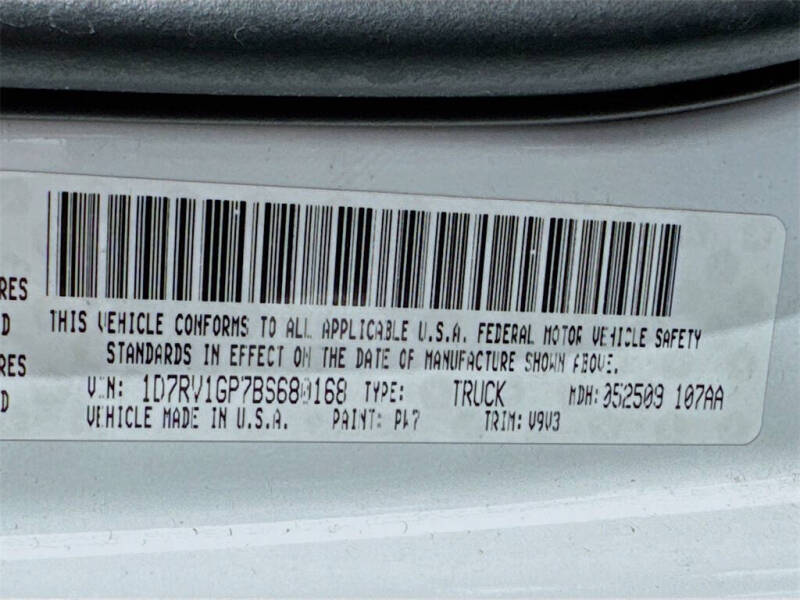 THIS VEHICLE CONFORMS TO ALL APPLICABLE U.S.A. FEDERAL MOTOR VEHICLE SAFETY
RES
D
STANDARDS IN EFFECT ON THE DATE OF MANUFACTURE SHOWN ABOVE.
RES
D
VIN: 1D7RV1GP7BS680168 TYPE: TRUCK MDH: 052509 107AA
VEHICLE MADE IN U.S.A. PAINT: PW7 TRIM: V9V3